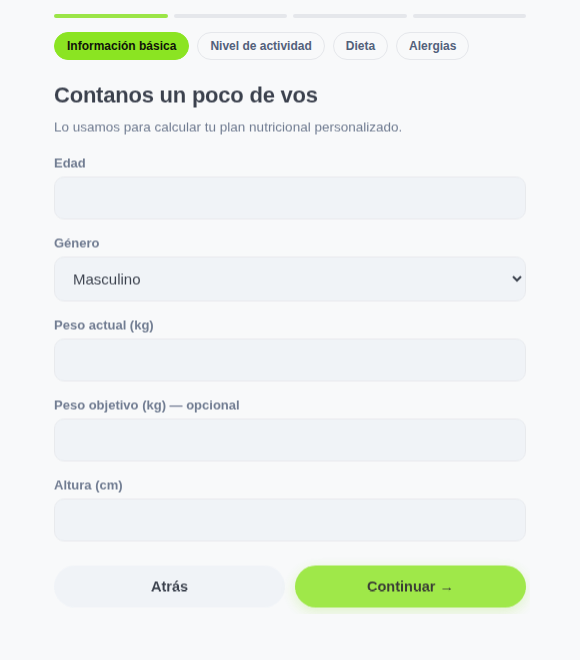 Información básica Nivel de actividad Dieta Alergias
Contanos un poco de vos
Lo usamos para calcular tu plan nutricional personalizado.
Edad
Género
Masculino
Peso actual (kg)
Peso objetivo (kg) — opcional
Altura (cm)
Atrás Continuar →